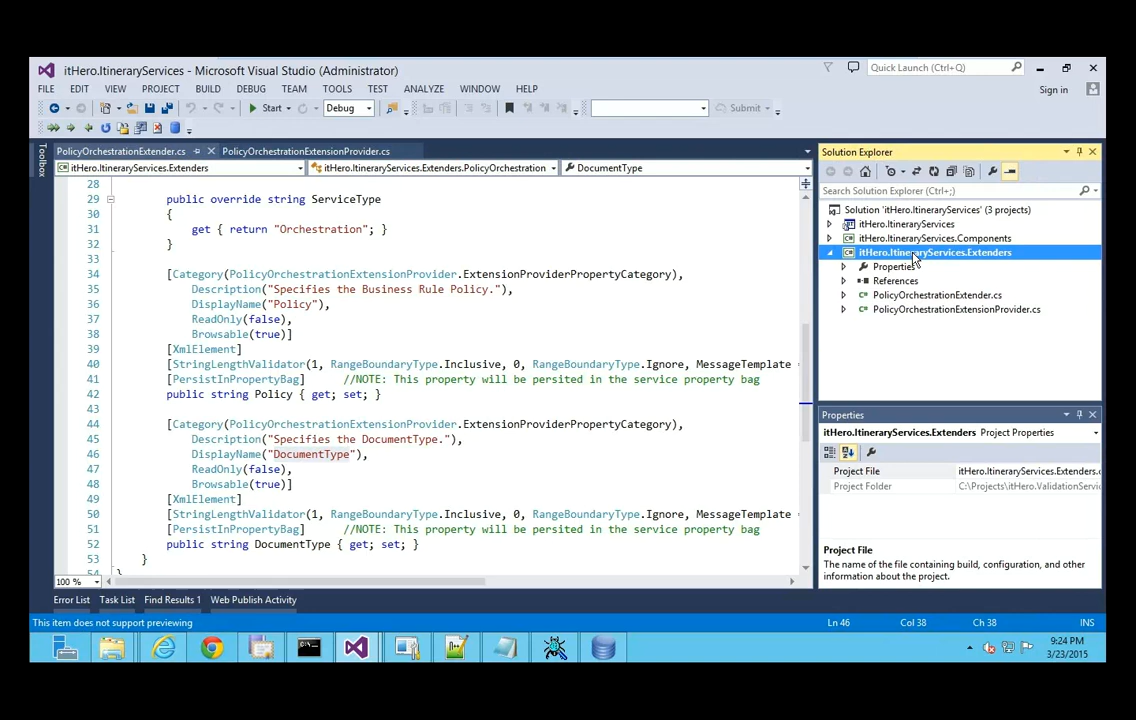 itHero.ItineraryServices - Microsoft Visual Studio (Administrator)
Quick Launch (Ctrl+Q)
FILE EDIT VIEW PROJECT BUILD DEBUG TEAM TOOLS TEST ANALYZE WINDOW HELP
Sign in
Start Debug Submit
Toolbox
PolicyOrchestrationExtender.cs PolicyOrchestrationExtensionProvider.cs
itHero.ItineraryServices.Extenders itHero.ItineraryServices.Extenders.PolicyOrchestration DocumentType
28
29 public override string ServiceType
30 {
31 get { return "Orchestration"; }
32 }
33
34 [Category(PolicyOrchestrationExtensionProvider.ExtensionProviderPropertyCategory),
35 Description("Specifies the Business Rule Policy."),
36 DisplayName("Policy"),
37 ReadOnly(false),
38 Browsable(true)]
39 [XmlElement]
40 [StringLengthValidator(1, RangeBoundaryType.Inclusive, 0, RangeBoundaryType.Ignore, MessageTemplate =
41 [PersistInPropertyBag] //NOTE: This property will be persited in the service property bag
42 public string Policy { get; set; }
43
44 [Category(PolicyOrchestrationExtensionProvider.ExtensionProviderPropertyCategory),
45 Description("Specifies the DocumentType."),
46 DisplayName("DocumentType"),
47 ReadOnly(false),
48 Browsable(true)]
49 [XmlElement]
50 [StringLengthValidator(1, RangeBoundaryType.Inclusive, 0, RangeBoundaryType.Ignore, MessageTemplate =
51 [PersistInPropertyBag] //NOTE: This property will be persited in the service property bag
52 public string DocumentType { get; set; }
53 }
54 }
100 %
Solution Explorer
Search Solution Explorer (Ctrl+;)
Solution 'itHero.ItineraryServices' (3 projects)
itHero.ItineraryServices
itHero.ItineraryServices.Components
itHero.ItineraryServices.Extenders
Properties
References
PolicyOrchestrationExtender.cs
PolicyOrchestrationExtensionProvider.cs
Properties
itHero.ItineraryServices.Extenders Project Properties
Project File itHero.ItineraryServices.Extenders.c
Project Folder C:\Projects\itHero.ValidationServic
Project File
The name of the file containing build, configuration, and other
information about the project.
Error List Task List Find Results 1 Web Publish Activity
This item does not support previewing Ln 46 Col 38 Ch 38 INS
9:24 PM
3/23/2015